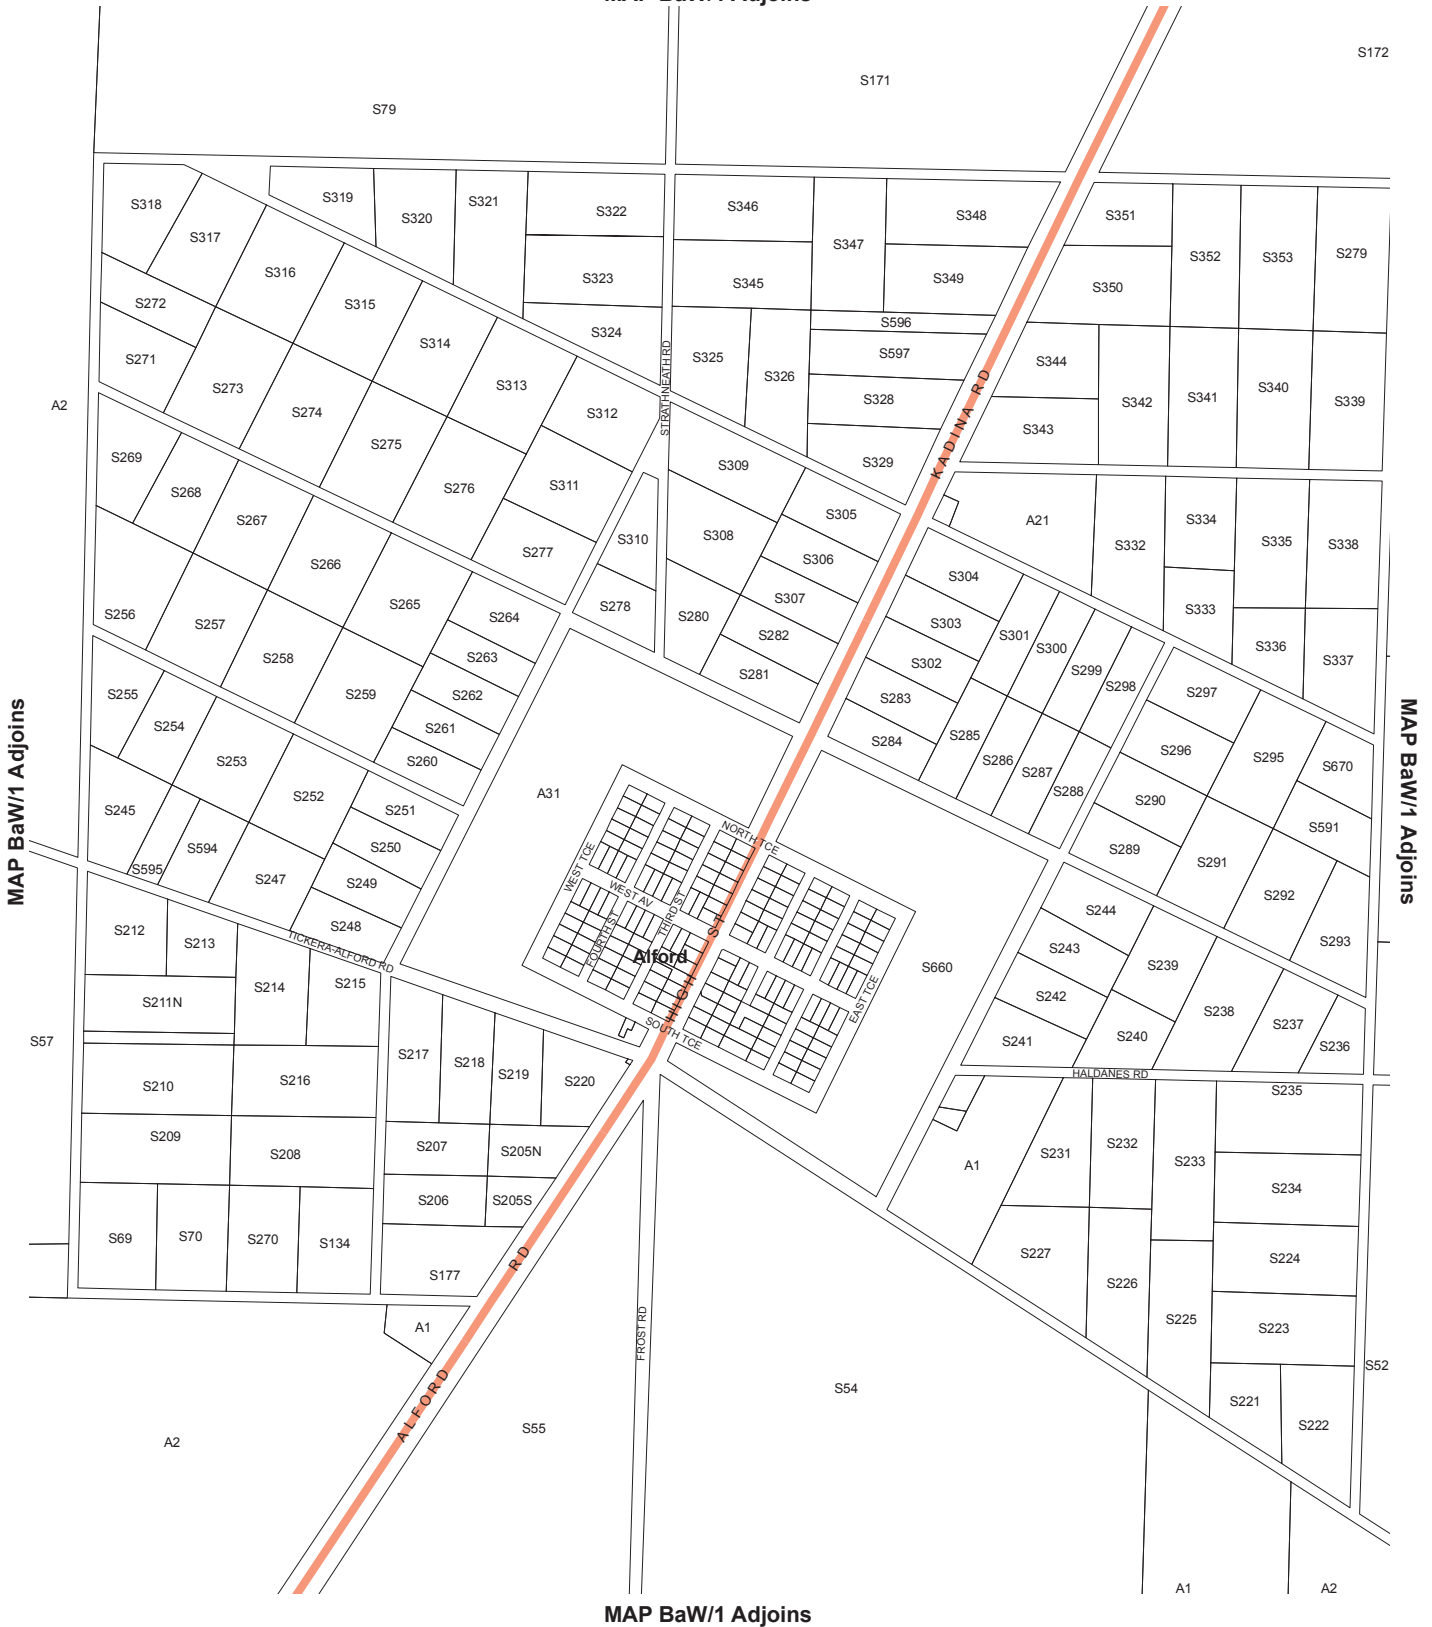 MAP BaW/1 Adjoins
S172
S171
S79
S318
S319
S320
S321
S322
S346
S348
S351
S317
S347
S352
S353
S279
S316
S323
S345
S349
S350
S272
S315
S324
S596
S271
S314
S325
S597
S344
STRATHNEATH RD
S273
S313
S326
S328
KADINA RD
S342
S341
S340
S339
A2
S274
S312
S343
S275
S269
S309
S329
S268
S276
S311
S305
A21
S334
S267
S310
S308
S332
S335
S338
S266
S277
S306
S304
S265
S278
S307
S333
S256
S257
S264
S280
S282
S303
S301
S300
S336
S337
S258
S263
S281
S302
S299
S298
S255
S259
S262
S283
S297
S254
S261
S284
S285
S296
S295
S253
S260
S286
S287
S288
S670
MAP BaW/1 Adjoins
MAP BaW/1 Adjoins
S245
S252
S251
A31
S290
S591
S594
S250
NORTH TCE
S289
S291
S595
S247
S249
WEST TCE
WEST AV
S292
S248
THIRD ST
FOURTH ST
HIGH ST
S244
S212
S213
TICKERA-ALFORD RD
Alford
S243
S293
S214
S215
S660
S239
S211N
EAST TCE
S242
S238
S237
S57
SOUTH TCE
S241
S240
S236
S217
S218
S219
S220
HALDANES RD
S210
S216
S235
S209
S208
S207
S205N
A1
S231
S232
S233
S206
S205S
S234
S69
S70
S270
S134
S227
S224
RD
S177
S226
A1
FROST RD
S225
S223
S52
ALFORD
S54
S221
S222
A2
S55
A1
A2
MAP BaW/1 Adjoins